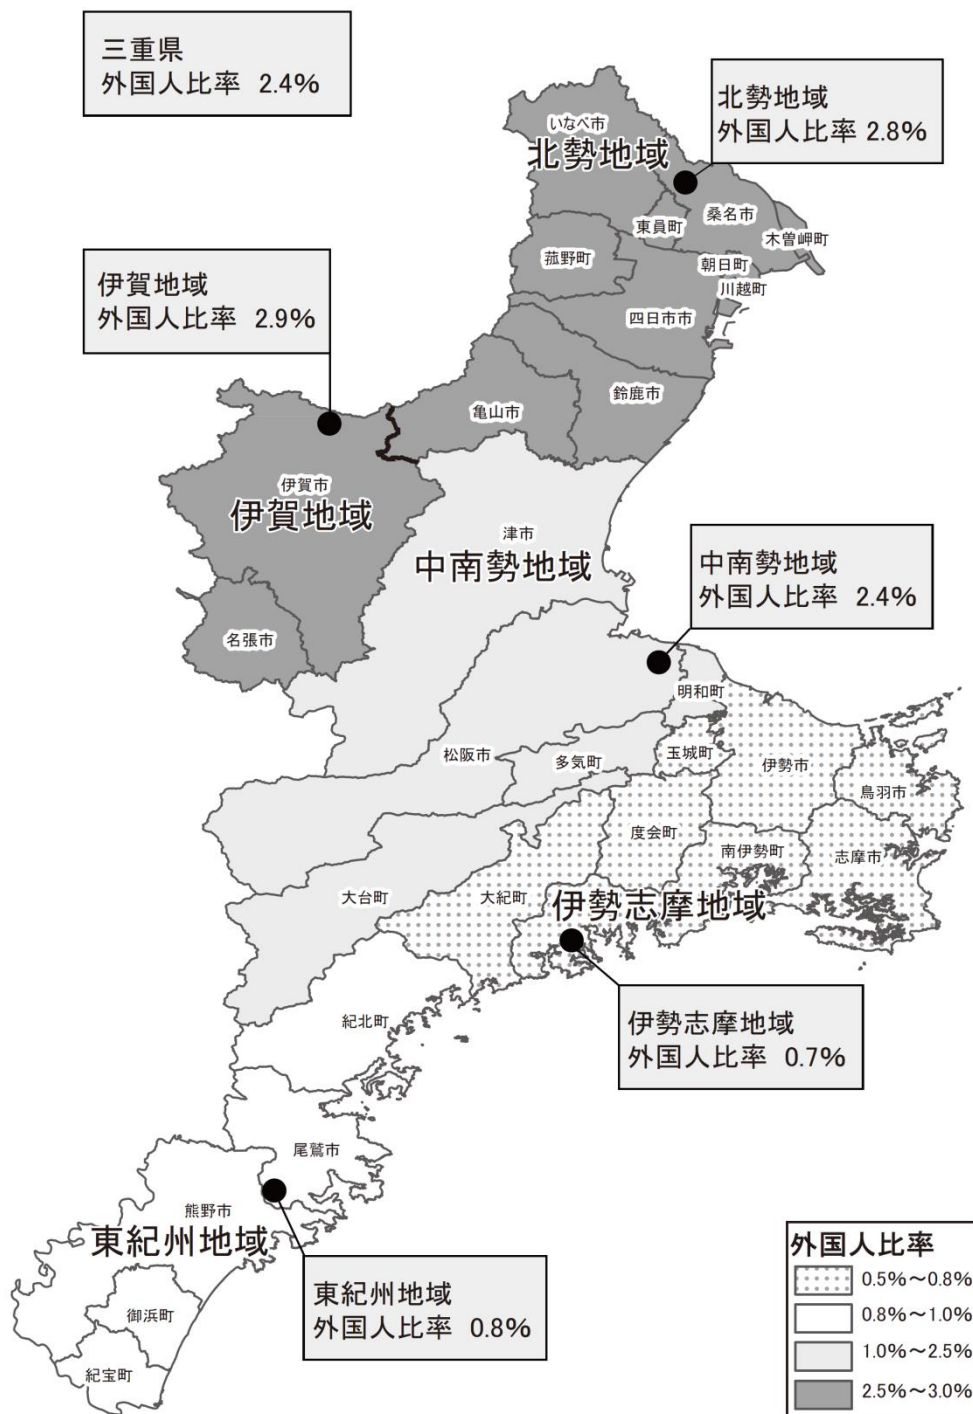 三重県
外国人比率 2.4%
北勢地域
外国人比率 2.8%
いなべ市
北勢地域
東員町
桑名市
木曽岬町
菰野町
朝日町
川越町
四日市市
伊賀地域
外国人比率 2.9%
鈴鹿市
亀山市
伊賀市
伊賀地域
名張市
津市
中南勢地域
中南勢地域
外国人比率 2.4%
明和町
松阪市
多気町
玉城町
伊勢市
鳥羽市
度会町
南伊勢町
志摩市
大台町
大紀町
伊勢志摩地域
伊勢志摩地域
外国人比率 0.7%
紀北町
尾鷲市
熊野市
東紀州地域
御浜町
紀宝町
東紀州地域
外国人比率 0.8%
外国人比率
0.5%~0.8%
0.8%~1.0%
1.0%~2.5%
2.5%~3.0%